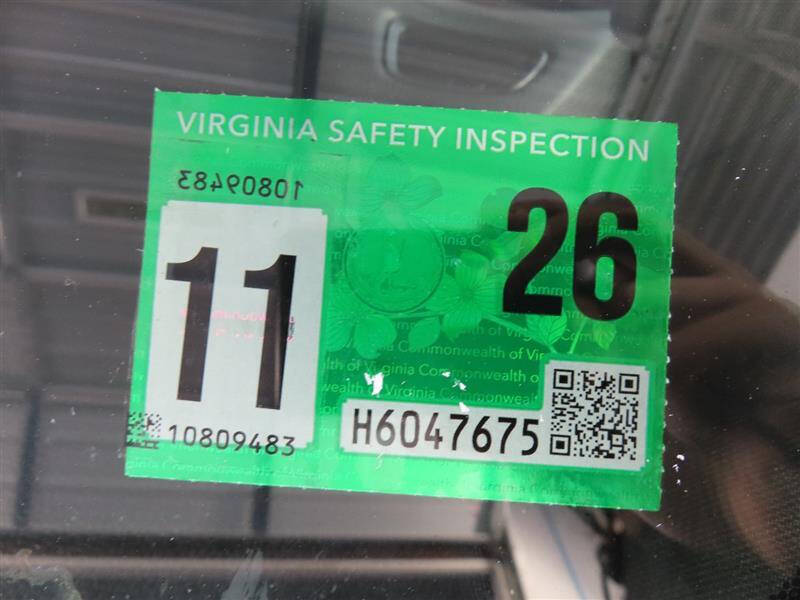 VIRGINIA SAFETY INSPECTION
10809483
11
26
10809483
H6047675